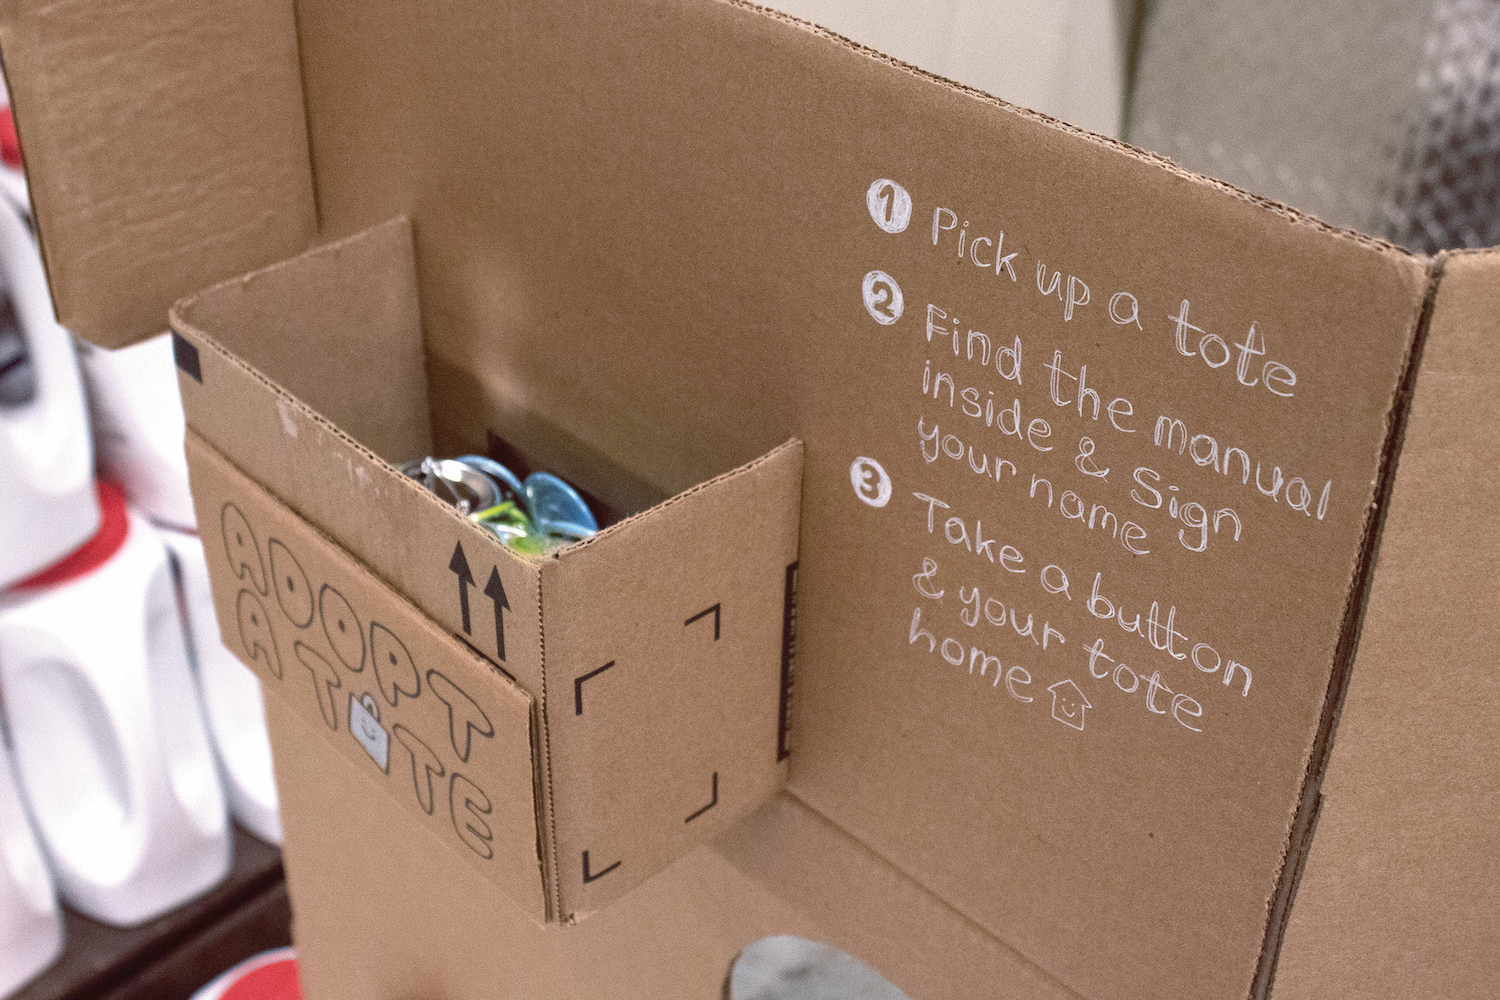 1 Pick up a tote
2 Find the manual
inside & Sign
your name
3 Take a button
& your tote
home
ADOPT
A TOTE